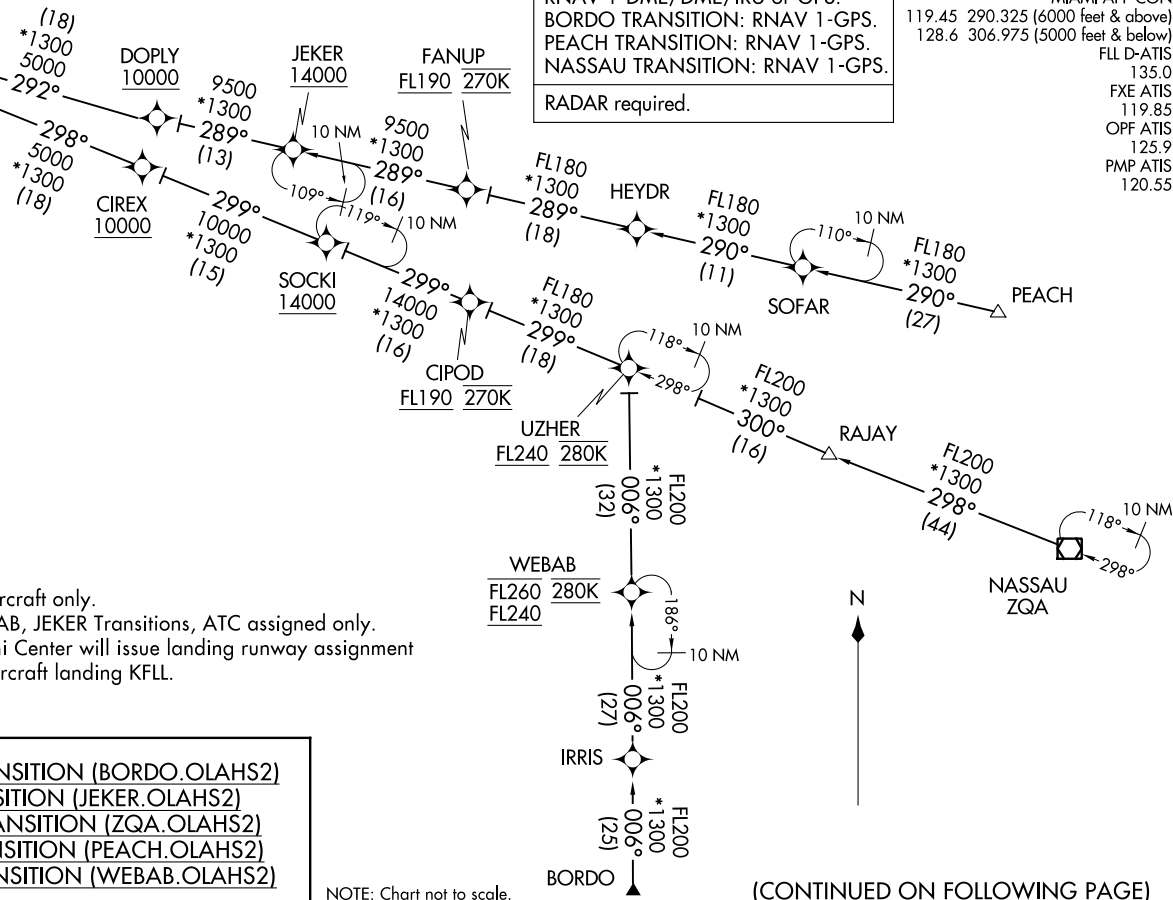 RNAV 1-DME/DME/IRU or GPS.
BORDO TRANSITION: RNAV 1-GPS.
PEACH TRANSITION: RNAV 1-GPS.
NASSAU TRANSITION: RNAV 1-GPS.
RADAR required.
MIAMI APP CON
119.45 290.325 (6000 feet & above)
128.6 306.975 (5000 feet & below)
FLL D-ATIS
135.0
FXE ATIS
119.85
OPF ATIS
125.9
PMP ATIS
120.55
(18)
*1300
5000
292°
DOPLY
10000
9500
*1300
289°
(13)
JEKER
14000
10 NM
109°
9500
*1300
289°
(16)
FANUP
FL190 270K
FL180
*1300
289°
(18)
HEYDR
FL180
*1300
290°
(11)
SOFAR
110°
10 NM
FL180
*1300
290°
(27)
PEACH
298°
5000
*1300
(18)
CIREX
10000
299°
10000
*1300
(15)
SOCKI
14000
119°
10 NM
299°
14000
*1300
(16)
CIPOD
FL190 270K
FL180
*1300
299°
(18)
UZHER
FL240 280K
118°
10 NM
298°
FL200
*1300
300°
(16)
RAJAY
FL200
*1300
298°
(44)
118°
10 NM
298°
NASSAU
ZQA
FL200
*1300
006°
(32)
WEBAB
FL260 280K
FL240
186°
10 NM
FL200
*1300
006°
(27)
IRRIS
FL200
*1300
006°
(25)
BORDO
N
rcraft only.
AB, JEKER Transitions, ATC assigned only.
ni Center will issue landing runway assignment
rcraft landing KFLL.
NSITION (BORDO.OLAHS2)
SITION (JEKER.OLAHS2)
ANSITION (ZQA.OLAHS2)
NSITION (PEACH.OLAHS2)
NSITION (WEBAB.OLAHS2)
NOTE: Chart not to scale.
(CONTINUED ON FOLLOWING PAGE)